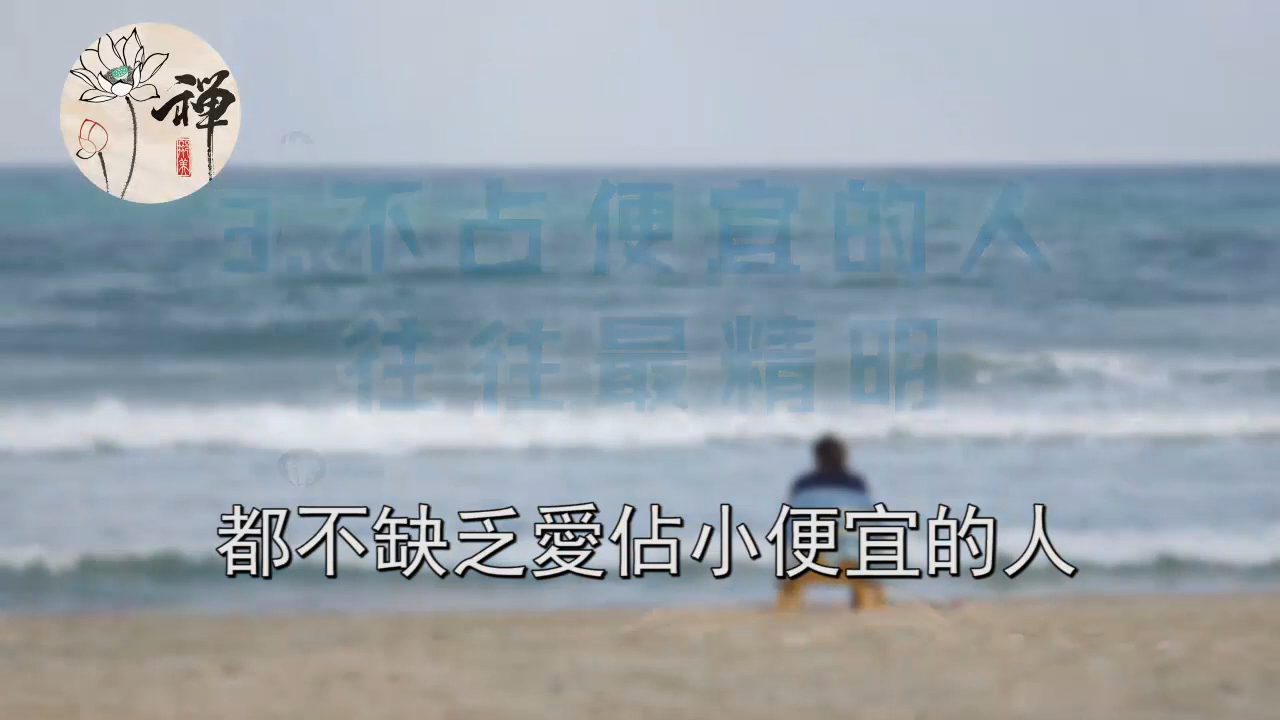 禅
3.不占便宜的人
往往最精明
都不缺乏愛佔小便宜的人